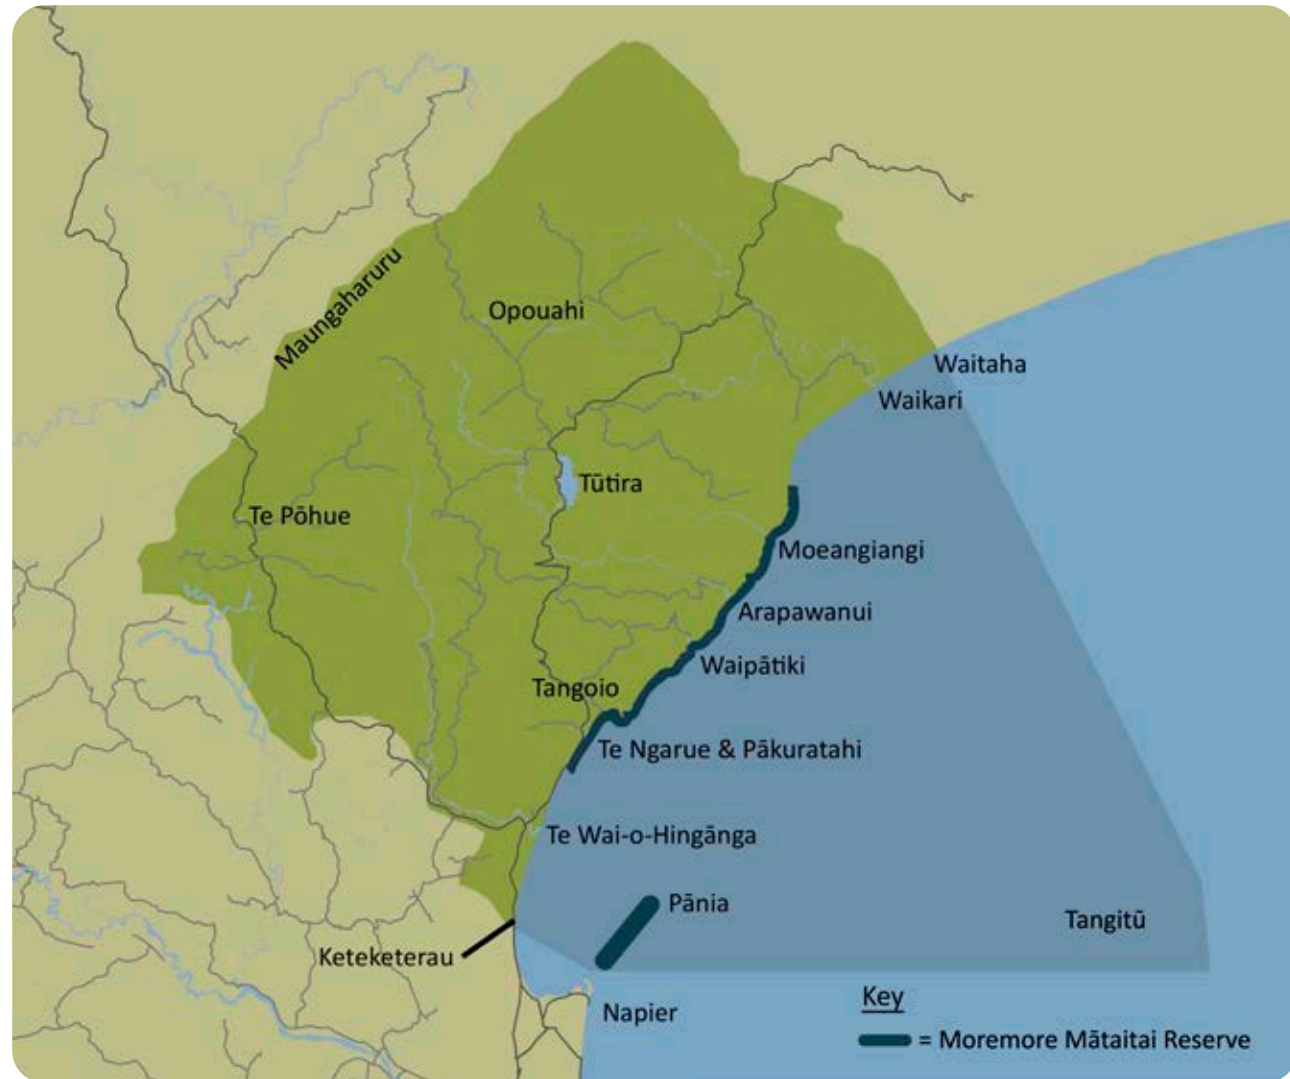 Maungaharuru
Opouahi
Waitaha
Waikari
Tūtira
Te Pōhue
Moeangiangi
Arapawanui
Waipātiki
Tangoio
Te Ngarue & Pākuratahi
Te Wai-o-Hingānga
Pānia
Tangitū
Keteketerau
Napier
Key
= Moremore Mātaitai Reserve